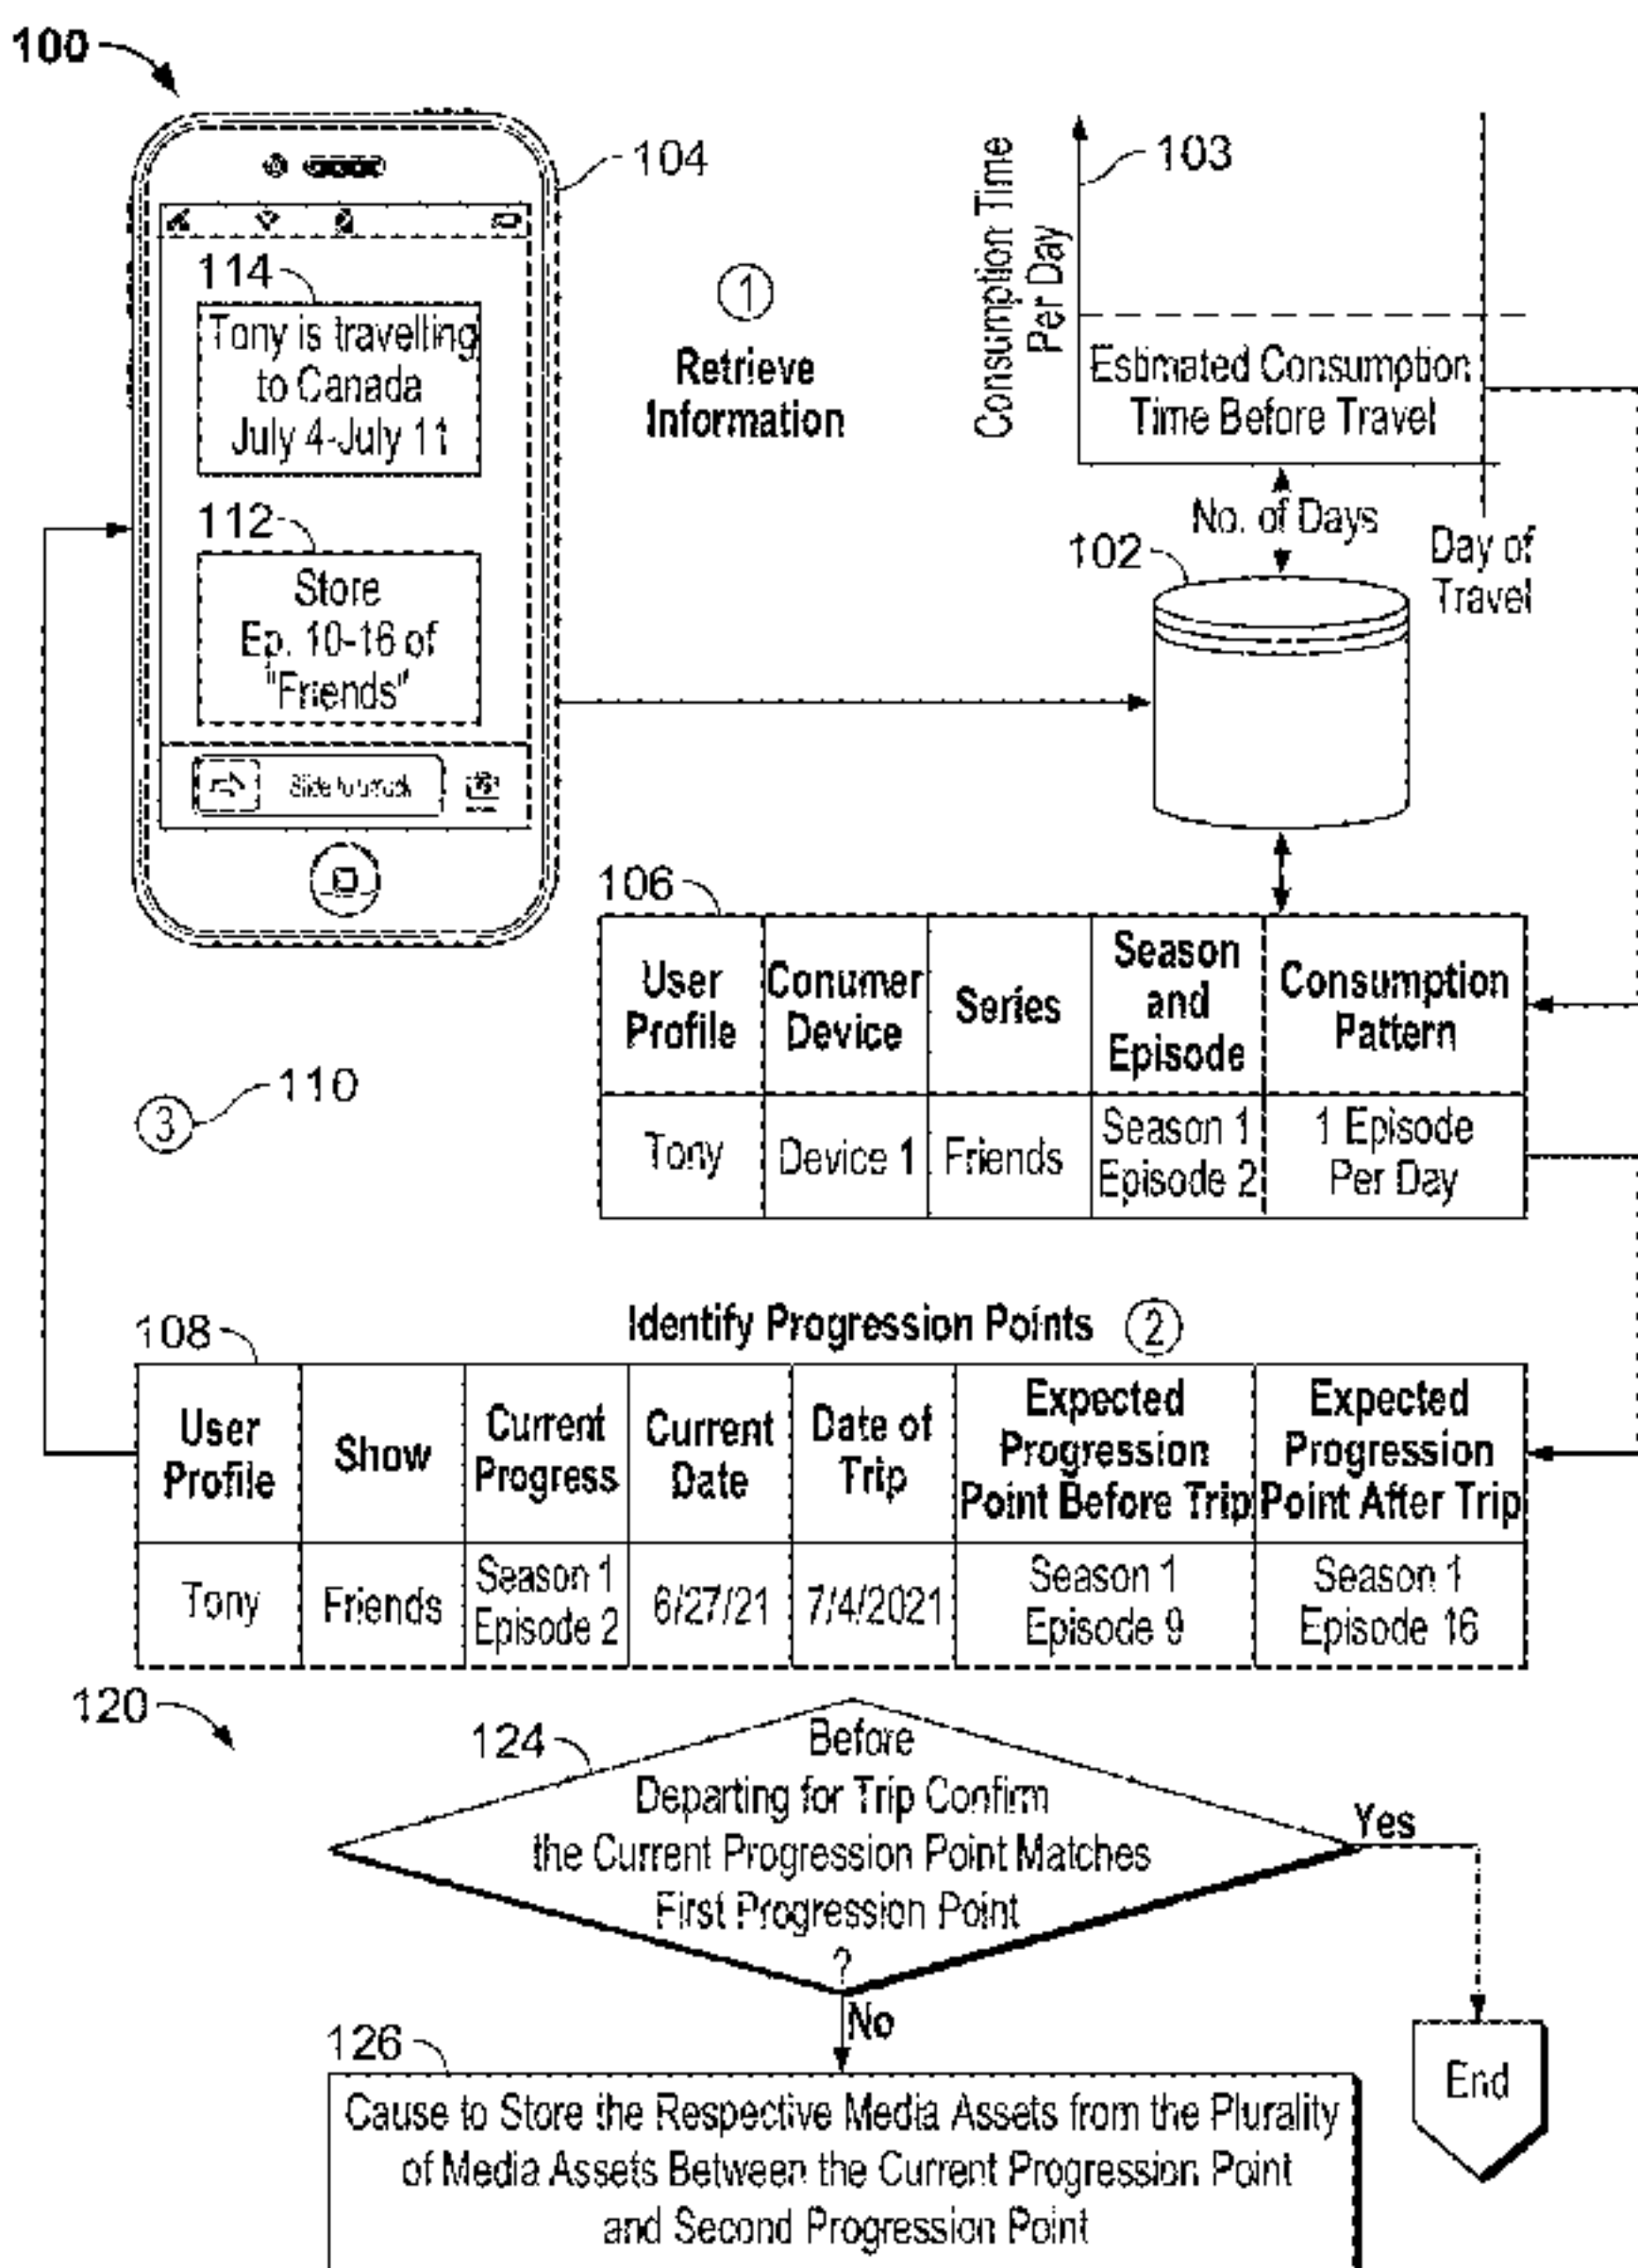 100
104
114
Tony is travelling
to Canada
July 4-July 11
112
Store
Ep. 10-16 of
"Friends"
Slide to unlock
1
Retrieve
Information
103
Consumption Time
Per Day
Estimated Consumption
Time Before Travel
No. of Days
Day of
Travel
102
106
User
Profile
Conumer
Device
Series
Season
and
Episode
Consumption
Pattern
Tony
Device 1
Friends
Season 1
Episode 2
1 Episode
Per Day
3
110
Identify Progression Points
2
108
User
Profile
Show
Current
Progress
Current
Date
Date of
Trip
Expected
Progression
Point Before Trip
Expected
Progression
Point After Trip
Tony
Friends
Season 1
Episode 2
6/27/21
7/4/2021
Season 1
Episode 9
Season 1
Episode 16
120
124
Before
Departing for Trip Confirm
the Current Progression Point Matches
First Progression Point
?
Yes
No
End
126
Cause to Store the Respective Media Assets from the Plurality
of Media Assets Between the Current Progression Point
and Second Progression Point